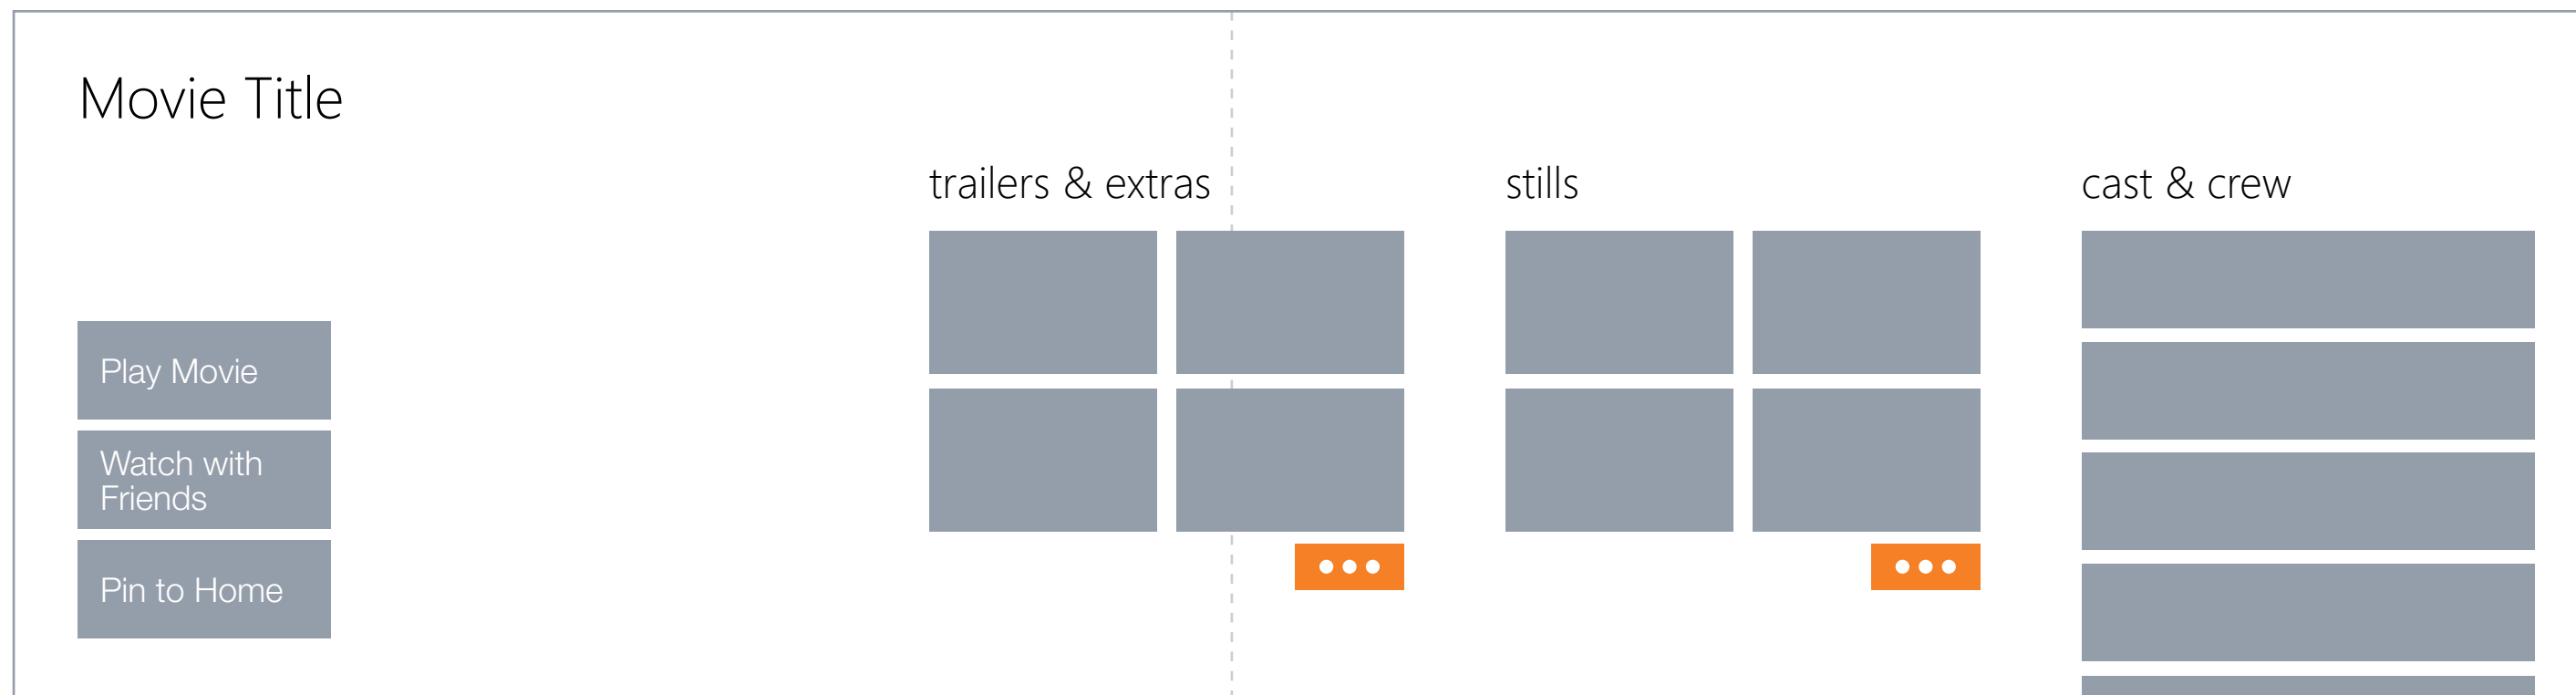 Movie Title
trailers & extras
stills
cast & crew
Play Movie
Watch with
Friends
Pin to Home